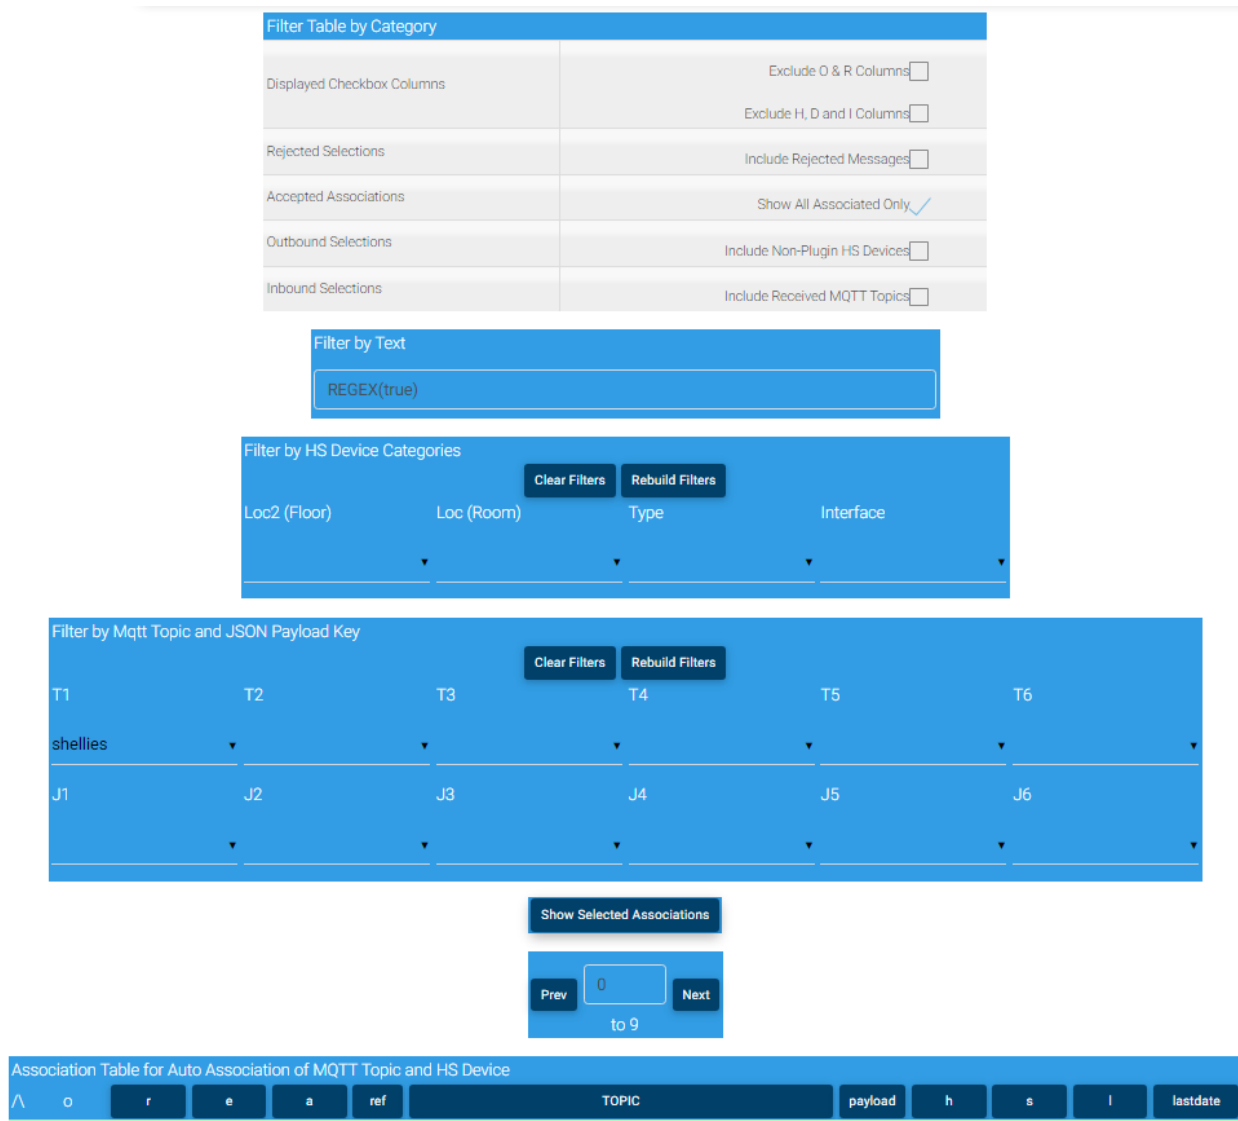 Filter Table by Category
Displayed Checkbox Columns
Exclude O & R Columns
Exclude H, D and I Columns
Rejected Selections
Include Rejected Messages
Accepted Associations
Show All Associated Only
Outbound Selections
Include Non-Plugin HS Devices
Inbound Selections
Include Received MQTT Topics
Filter by Text
REGEX(true)
Filter by HS Device Categories
Clear Filters Rebuild Filters
Loc2 (Floor) Loc (Room) Type Interface
Filter by Mqtt Topic and JSON Payload Key
Clear Filters Rebuild Filters
T1 T2 T3 T4 T5 T6
shellies
J1 J2 J3 J4 J5 J6
Show Selected Associations
Prev 0 Next
to 9
Association Table for Auto Association of MQTT Topic and HS Device
/\ o r e a ref TOPIC payload h s l lastdate